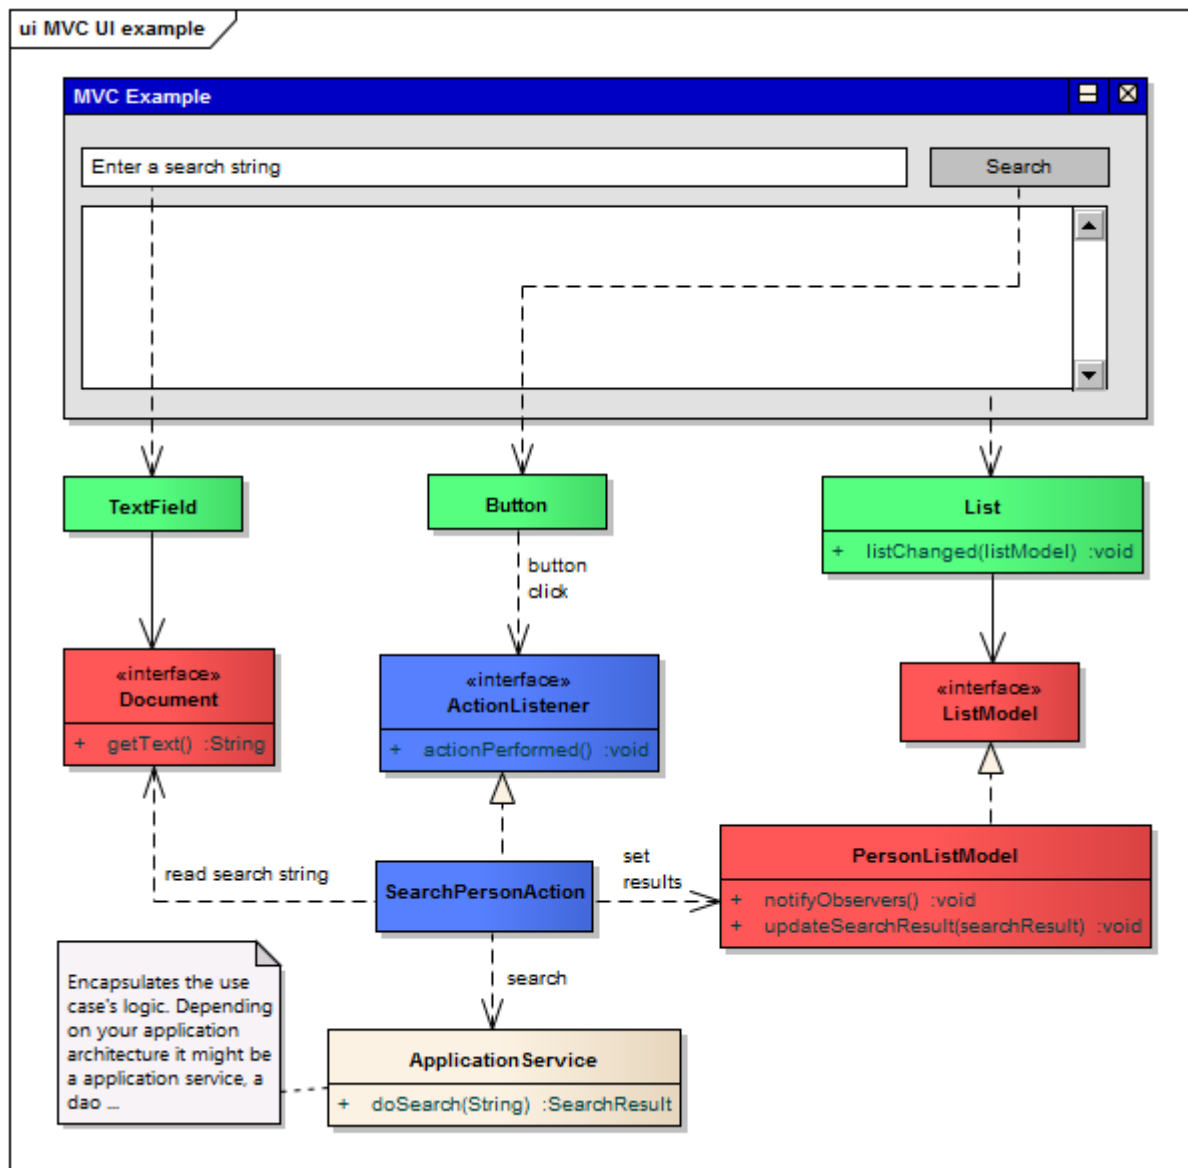 ui MVC UI example
MVC Example
Enter a search string
Search
TextField
Button
List
+ listChanged(listModel) :void
button
click
«interface»
Document
+ getText() :String
«interface»
ActionListener
+ actionPerformed() :void
«interface»
ListModel
read search string
SearchPersonAction
set
results
PersonListModel
+ notifyObservers() :void
+ updateSearchResult(searchResult) :void
search
Encapsulates the use
case's logic. Depending
on your application
architecture it might be
a application service, a
dao ...
ApplicationService
+ doSearch(String) :SearchResult